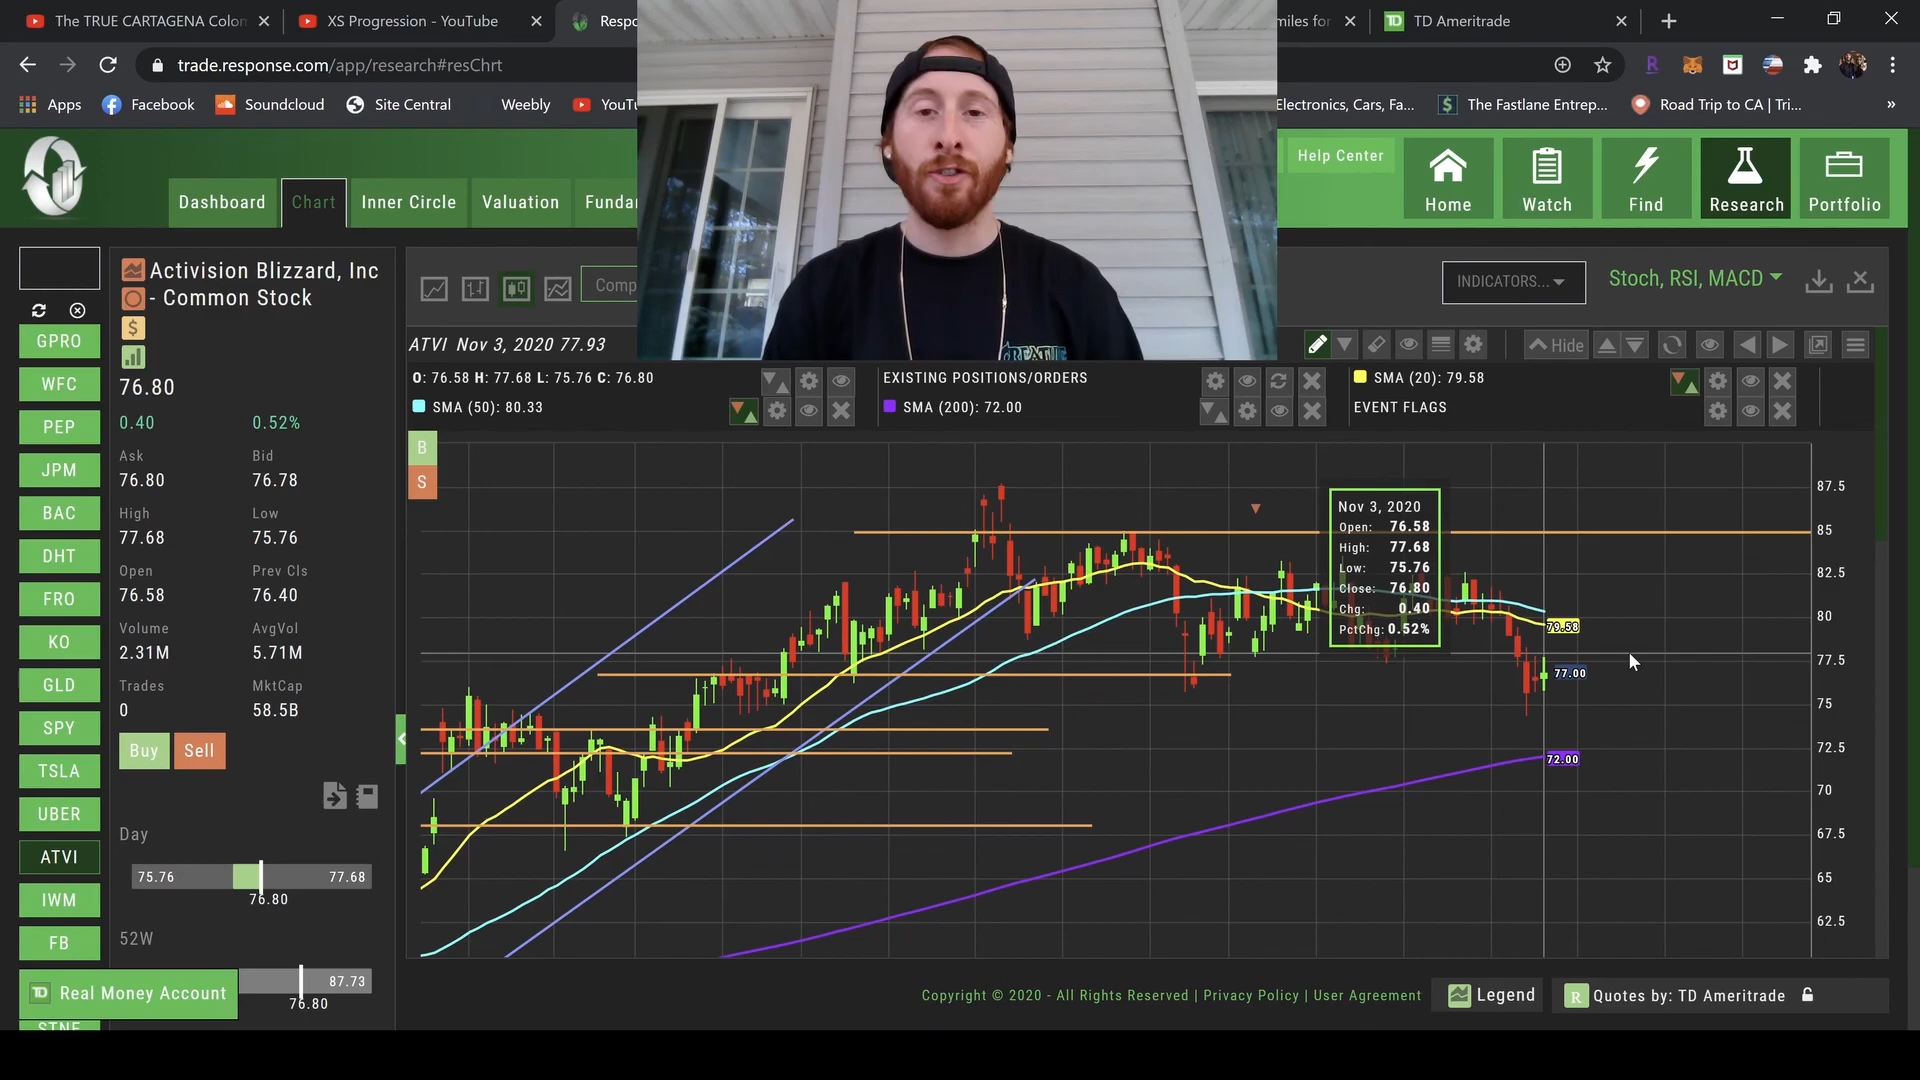 The TRUE CARTAGENA Colom
XS Progression - YouTube
Respo
miles for
TD Ameritrade
trade.response.com/app/research#resChrt
Apps
Facebook
Soundcloud
Site Central
Weebly
YouTu
Electronics, Cars, Fa...
The Fastlane Entrep...
Road Trip to CA | Tri...
»
Help Center
Dashboard
Chart
Inner Circle
Valuation
Funda
Home
Watch
Find
Research
Portfolio
Activision Blizzard, Inc
- Common Stock
$
76.80
0.40
0.52%
Ask
Bid
76.80
76.78
High
Low
77.68
75.76
Open
Prev Cls
76.58
76.40
Volume
AvgVol
2.31M
5.71M
Trades
MktCap
0
58.5B
Buy
Sell
Day
75.76
77.68
76.80
52W
87.73
76.80
TD Real Money Account
GPRO
WFC
PEP
JPM
BAC
DHT
FRO
KO
GLD
SPY
TSLA
UBER
ATVI
IWM
FB
STNE
Comp
INDICATORS...
Stoch, RSI, MACD
ATVI Nov 3, 2020 77.93
Hide
O: 76.58 H: 77.68 L: 75.76 C: 76.80
EXISTING POSITIONS/ORDERS
SMA (20): 79.58
SMA (50): 80.33
SMA (200): 72.00
EVENT FLAGS
B
S
Nov 3, 2020
Open: 76.58
High: 77.68
Low: 75.76
Close: 76.80
Chg: 0.40
PctChg: 0.52%
87.5
85
82.5
80
77.5
75
72.5
70
67.5
65
62.5
79.58
77.00
72.00
Copyright © 2020 - All Rights Reserved | Privacy Policy | User Agreement
Legend
R Quotes by: TD Ameritrade